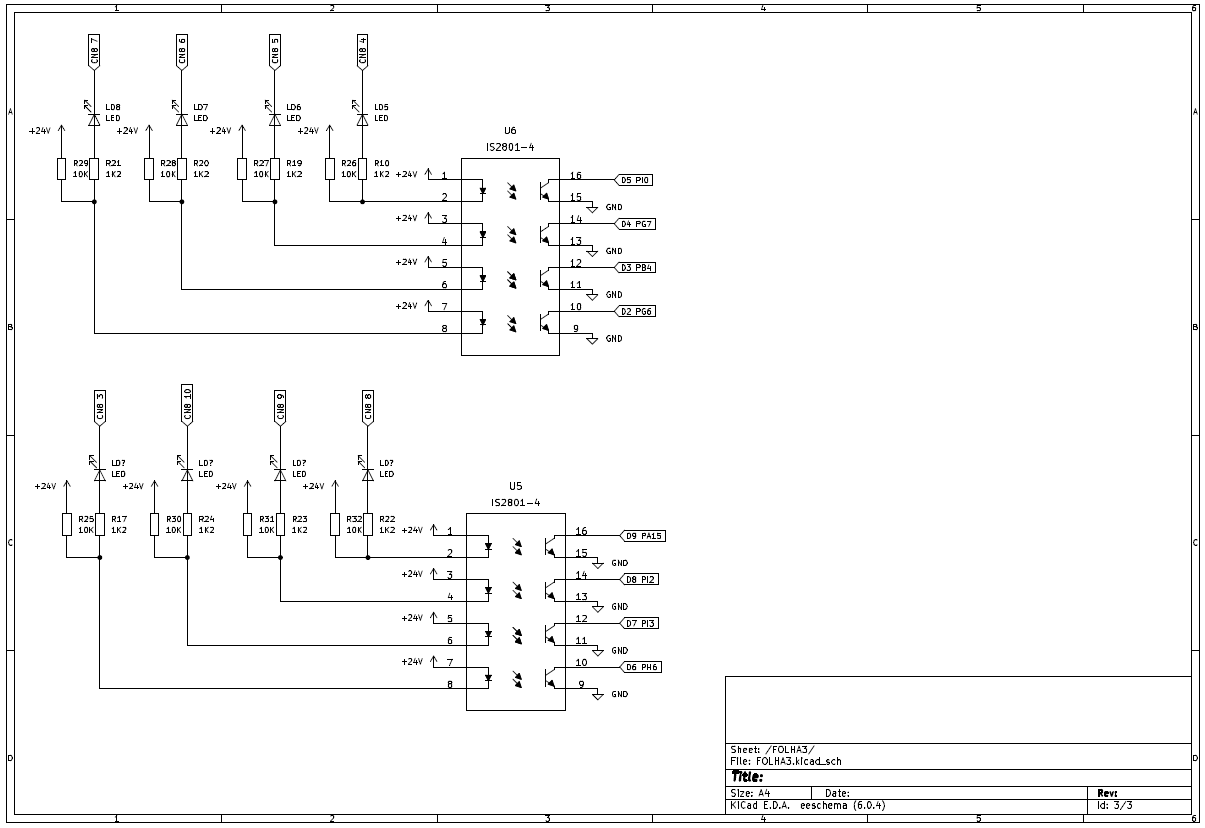 1 2 3 4 5 6
CN8 7
CN8 6
CN8 5
CN8 4
A
A
LD8
LED
LD7
LED
LD6
LED
LD5
LED
+24V
+24V
+24V
+24V
R29
10K
R21
1K2
R28
10K
R20
1K2
R27
10K
R19
1K2
R26
10K
R10
1K2
U6
IS2801-4
+24V
1
2
+24V
3
4
+24V
5
6
+24V
7
8
16
D5 PI0
15
GND
14
D4 PG7
13
GND
12
D3 PB4
11
GND
10
D2 PG6
9
GND
B
B
CN8 3
CN8 10
CN8 9
CN8 8
LD?
LED
LD?
LED
LD?
LED
LD?
LED
+24V
+24V
+24V
+24V
R25
10K
R17
1K2
R30
10K
R24
1K2
R31
10K
R23
1K2
R32
10K
R22
1K2
U5
IS2801-4
+24V
1
2
+24V
3
4
+24V
5
6
+24V
7
8
16
D9 PA15
15
GND
14
D8 PI2
13
GND
12
D7 PI3
11
GND
10
D6 PH6
9
GND
C
C
D
D
Sheet: /FOLHA3/
File: FOLHA3.kicad_sch
Title:
Size: A4 Date: Rev:
KiCad E.D.A. eeschema (6.0.4) Id: 3/3
1 2 3 4 5 6